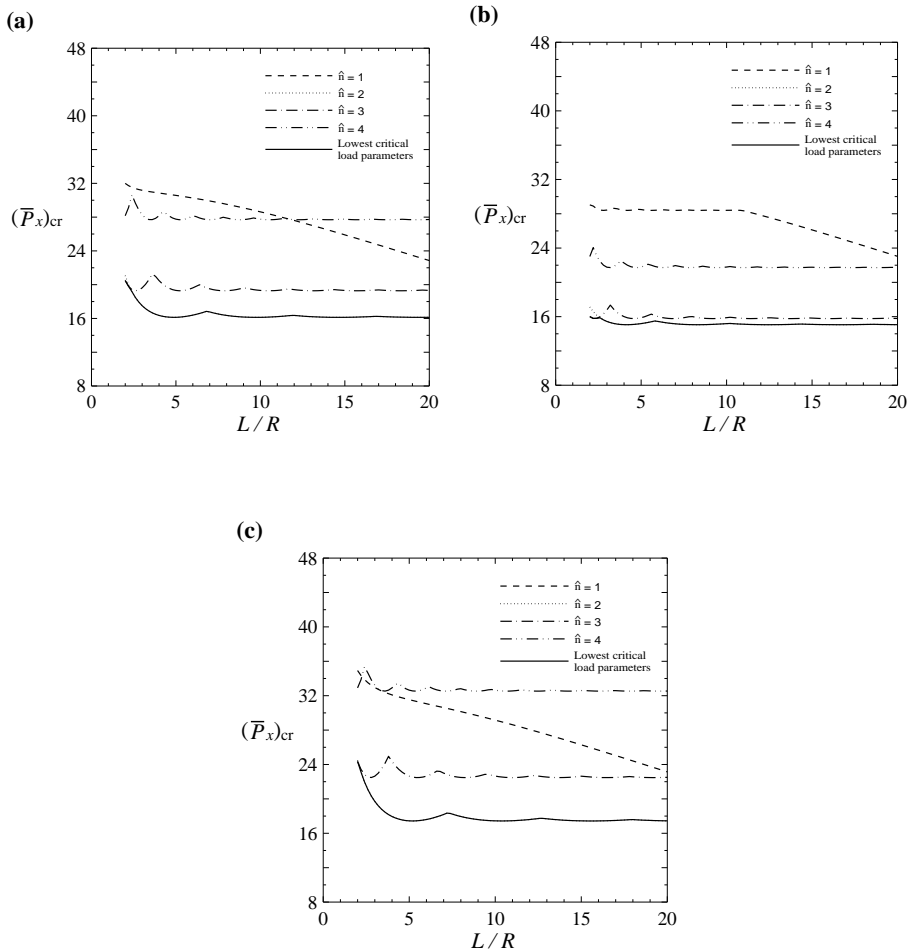 (a)
48
40
32
24
16
8
(P̅x)cr
0
5
10
15
20
L / R
n̂ = 1
n̂ = 2
n̂ = 3
n̂ = 4
Lowest critical
load parameters
(b)
48
40
32
24
16
8
(P̅x)cr
0
5
10
15
20
L / R
n̂ = 1
n̂ = 2
n̂ = 3
n̂ = 4
Lowest critical
load parameters
(c)
48
40
32
24
16
8
(P̅x)cr
0
5
10
15
20
L / R
n̂ = 1
n̂ = 2
n̂ = 3
n̂ = 4
Lowest critical
load parameters